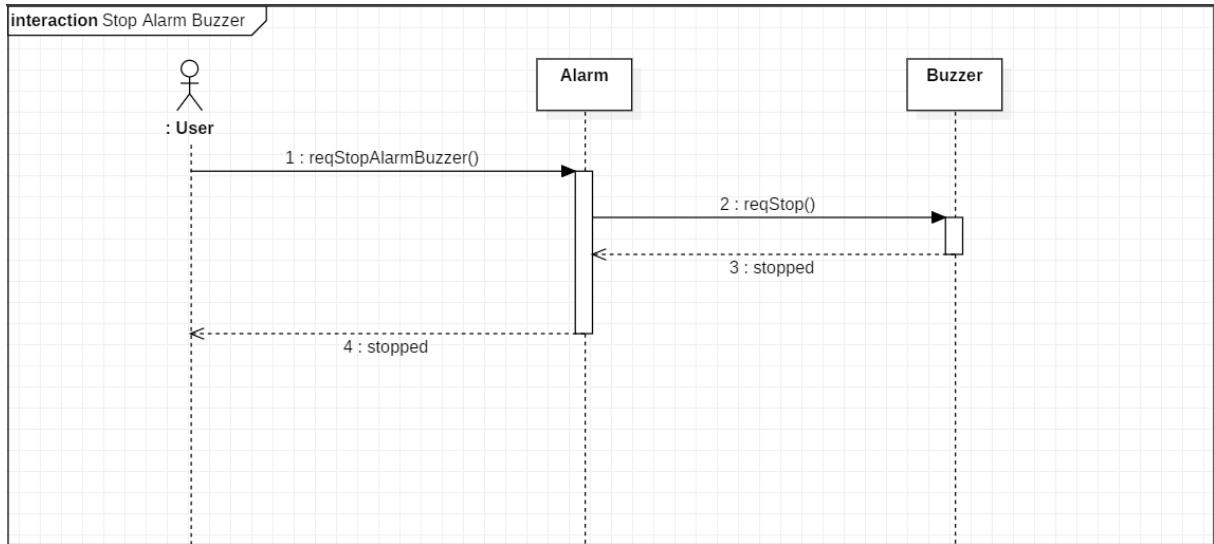 interaction Stop Alarm Buzzer
: User
Alarm
Buzzer
1 : reqStopAlarmBuzzer()
2 : reqStop()
3 : stopped
4 : stopped